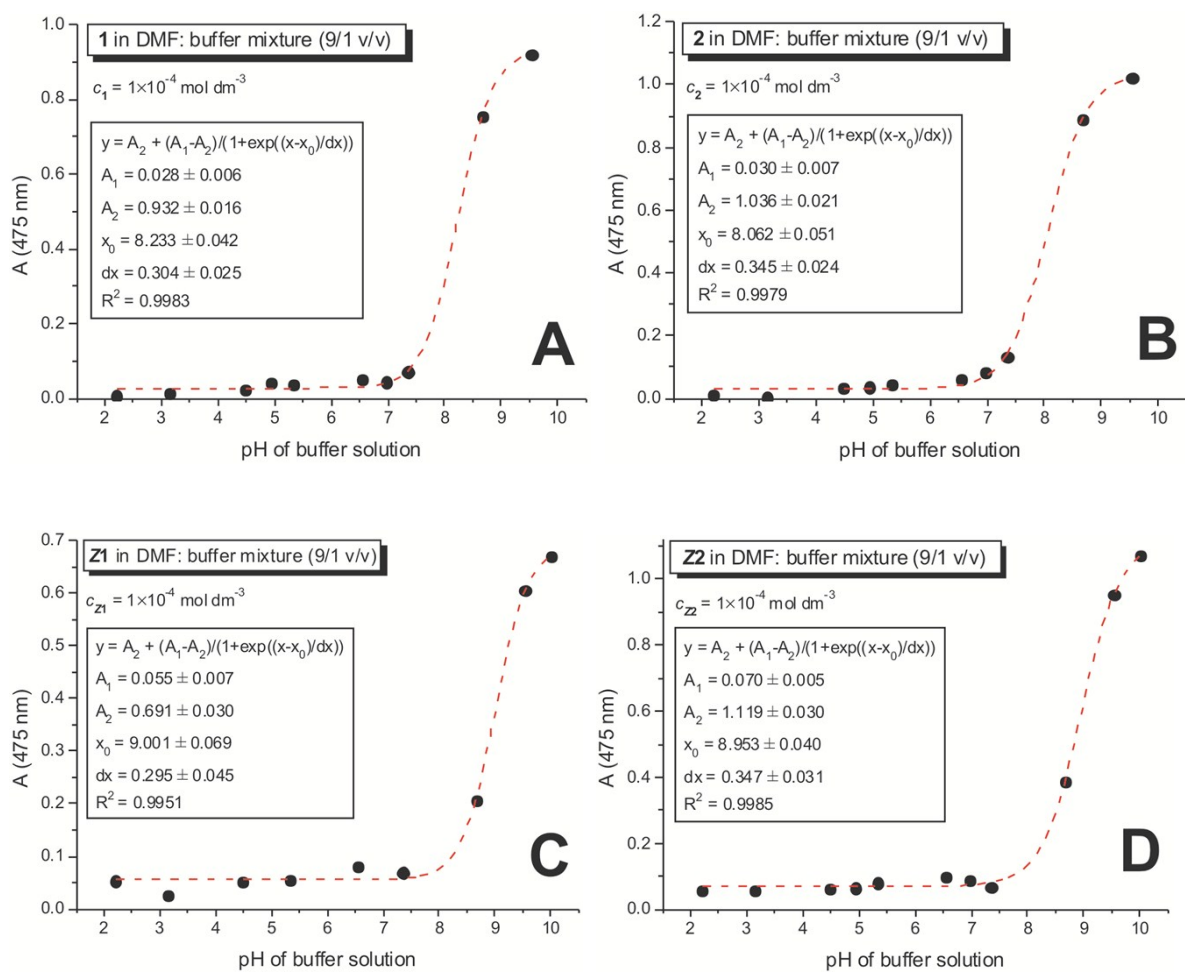 1 in DMF: buffer mixture (9/1 v/v)
c₁ = 1×10⁻⁴ mol dm⁻³
y = A₂ + (A₁-A₂)/(1+exp((x-x₀)/dx))
A₁ = 0.028 ± 0.006
A₂ = 0.932 ± 0.016
x₀ = 8.233 ± 0.042
dx = 0.304 ± 0.025
R² = 0.9983
A
A (475 nm)
1.0
0.8
0.6
0.4
0.2
0.0
2 3 4 5 6 7 8 9 10
pH of buffer solution
2 in DMF: buffer mixture (9/1 v/v)
c₂ = 1×10⁻⁴ mol dm⁻³
y = A₂ + (A₁-A₂)/(1+exp((x-x₀)/dx))
A₁ = 0.030 ± 0.007
A₂ = 1.036 ± 0.021
x₀ = 8.062 ± 0.051
dx = 0.345 ± 0.024
R² = 0.9979
B
A (475 nm)
1.2
1.0
0.8
0.6
0.4
0.2
0.0
2 3 4 5 6 7 8 9 10
pH of buffer solution
Z1 in DMF: buffer mixture (9/1 v/v)
c_Z1 = 1×10⁻⁴ mol dm⁻³
y = A₂ + (A₁-A₂)/(1+exp((x-x₀)/dx))
A₁ = 0.055 ± 0.007
A₂ = 0.691 ± 0.030
x₀ = 9.001 ± 0.069
dx = 0.295 ± 0.045
R² = 0.9951
C
A (475 nm)
0.7
0.6
0.5
0.4
0.3
0.2
0.1
0.0
2 3 4 5 6 7 8 9 10
pH of buffer solution
Z2 in DMF: buffer mixture (9/1 v/v)
c_Z2 = 1×10⁻⁴ mol dm⁻³
y = A₂ + (A₁-A₂)/(1+exp((x-x₀)/dx))
A₁ = 0.070 ± 0.005
A₂ = 1.119 ± 0.030
x₀ = 8.953 ± 0.040
dx = 0.347 ± 0.031
R² = 0.9985
D
A (475 nm)
1.0
0.8
0.6
0.4
0.2
0.0
2 3 4 5 6 7 8 9 10
pH of buffer solution